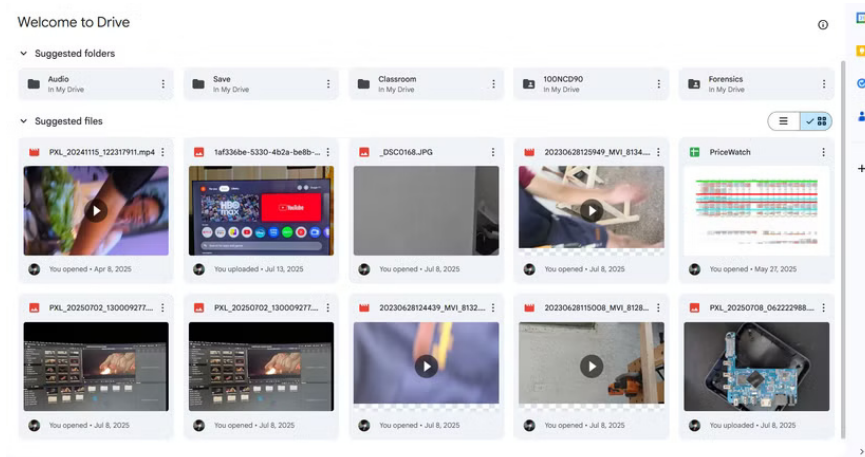 Welcome to Drive
Suggested folders
Audio
In My Drive
Save
In My Drive
Classroom
In My Drive
100NCD90
In My Drive
Forensics
In My Drive
Suggested files
PXL_20241115_122317911.mp4
1af336be-5330-4b2a-be8b-...
_DSC0168.JPG
20230628125949_MVI_8134....
PriceWatch
HBO
max
YouTube
You opened • Apr 8, 2025
You uploaded • Jul 13, 2025
You opened • Jul 8, 2025
You opened • Jul 8, 2025
You opened • May 27, 2025
PXL_20250702_130009277....
PXL_20250702_130009277....
20230628124439_MVI_8132....
20230628115008_MVI_8128...
PXL_20250708_062222988....
You opened • Jul 8, 2025
You opened • Jul 8, 2025
You opened • Jul 8, 2025
You opened • Jul 8, 2025
You uploaded • Jul 8, 2025